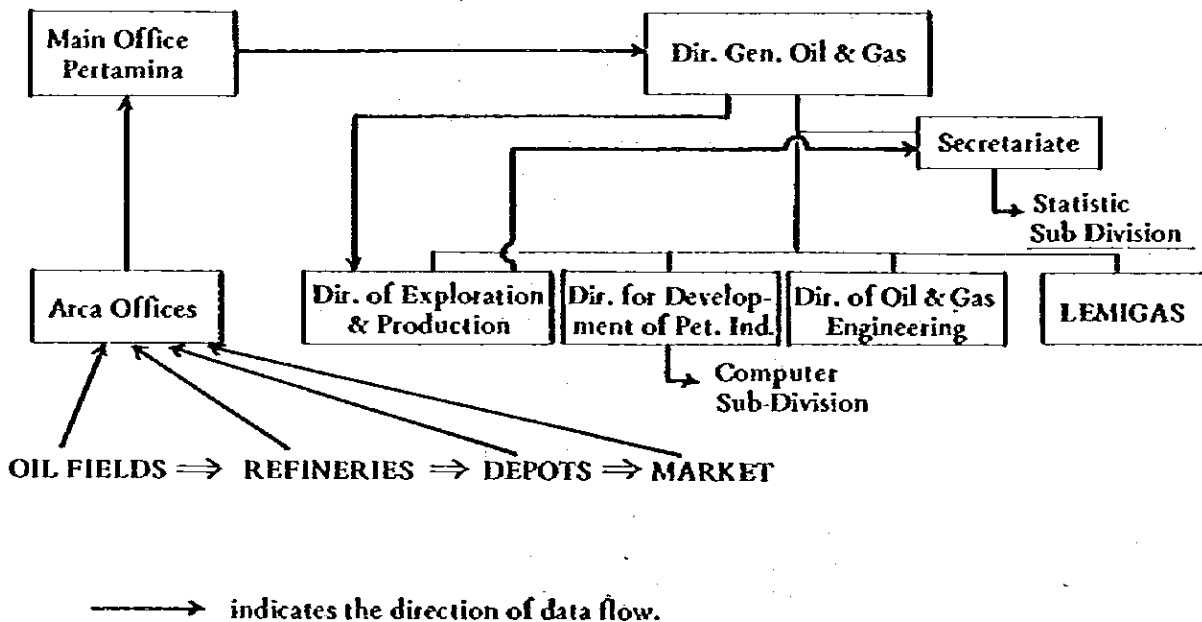 Main Office
Pertamina
Dir. Gen. Oil & Gas
Secretariate
Statistic
Sub Division
Arca Offices
Dir. of Exploration
& Production
Dir. for Develop-
ment of Pet. Ind.
Dir. of Oil & Gas
Engineering
LEMIGAS
Computer
Sub-Division
OIL FIELDS ⇒ REFINERIES ⇒ DEPOTS ⇒ MARKET
⟶ indicates the direction of data flow.